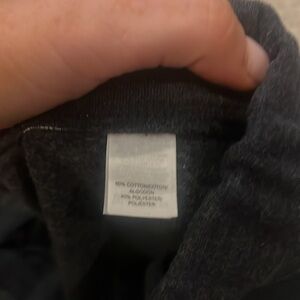 60% COTTON/COTON/
ALGODON
40% POLYESTER/
POLIESTER